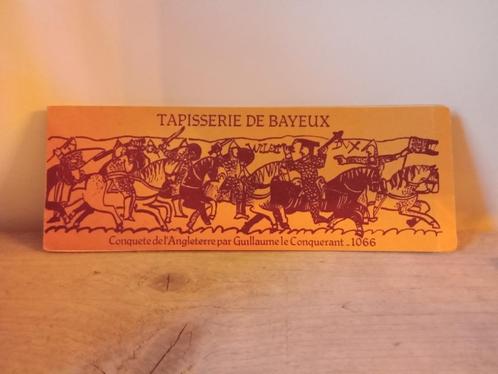 TAPISSERIE DE BAYEUX
Conquete de l'Angleterre par Guillaume le Conquerant _ 1066